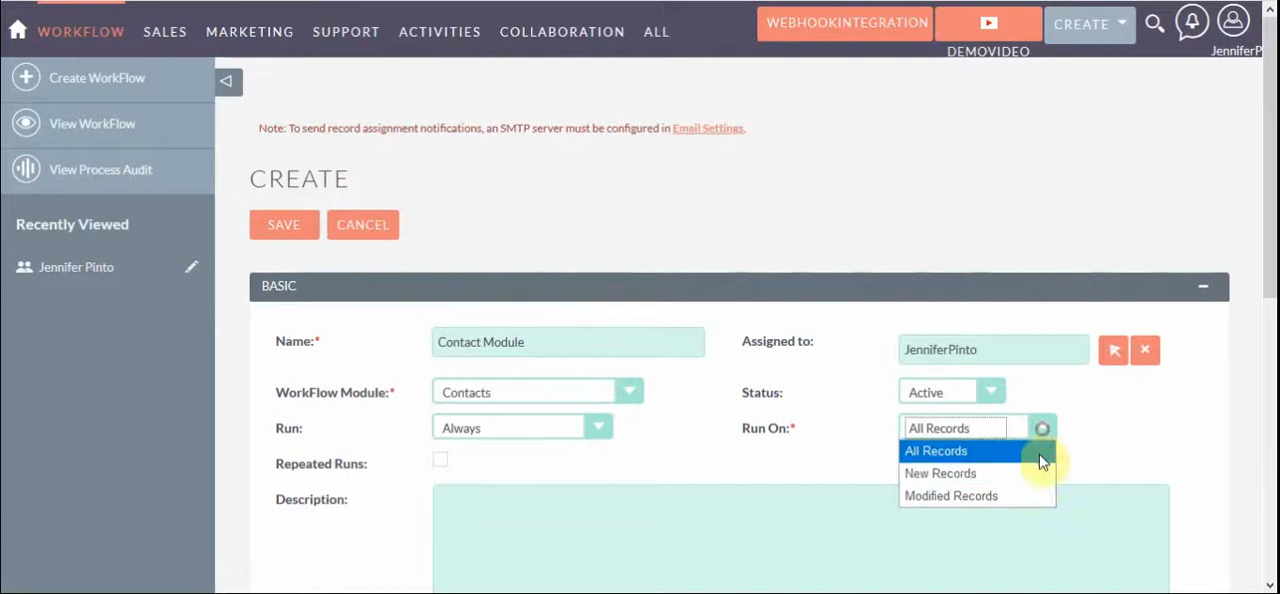 WORKFLOW SALES MARKETING SUPPORT ACTIVITIES COLLABORATION ALL WEBHOOKINTEGRATION CREATE
DEMOVIDEO JenniferP
Create WorkFlow
View WorkFlow
View Process Audit
Recently Viewed
Jennifer Pinto
Note: To send record assignment notifications, an SMTP server must be configured in Email Settings.
CREATE
SAVE CANCEL
BASIC
Name:* Contact Module Assigned to: JenniferPinto
WorkFlow Module:* Contacts Status: Active
Run: Always Run On:* All Records
All Records
Repeated Runs: New Records
Modified Records
Description: